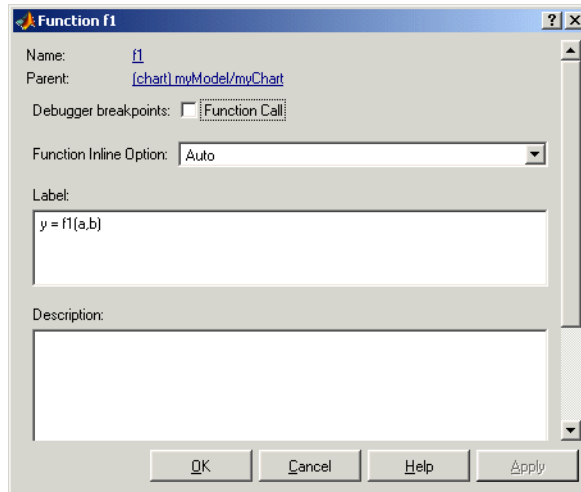 Function f1
Name: f1
Parent: (chart) myModel/myChart
Debugger breakpoints: Function Call
Function Inline Option: Auto
Label:
y = f1(a,b)
Description:
OK Cancel Help Apply